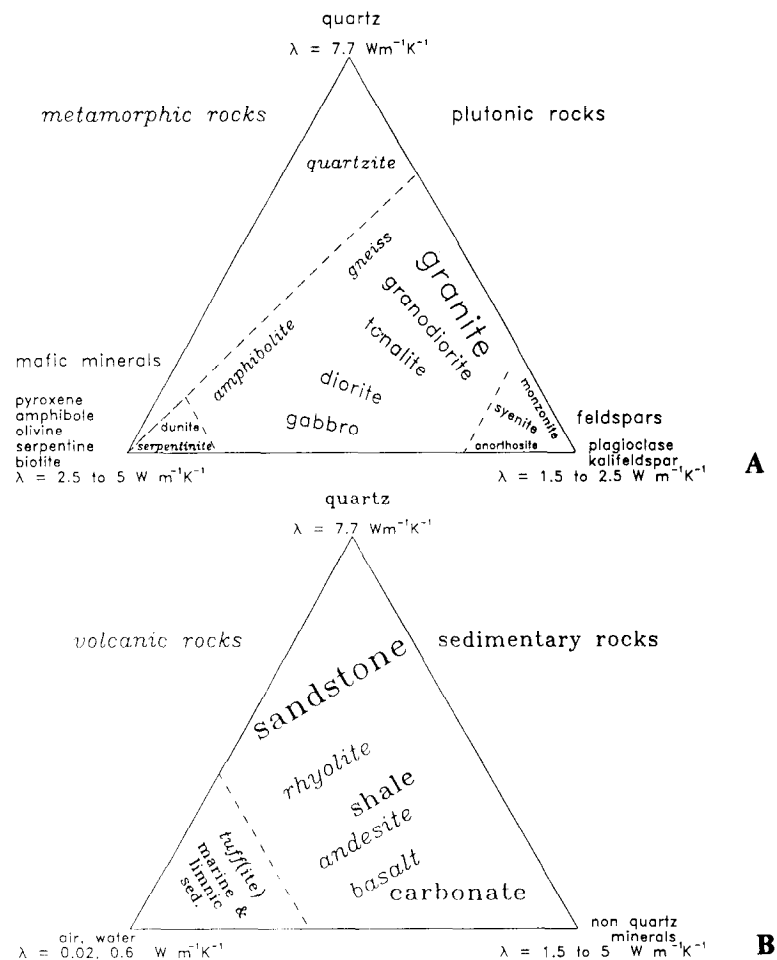 quartz
λ = 7.7 Wm⁻¹K⁻¹
metamorphic rocks
plutonic rocks
quartzite
gneiss
granite
granodiorite
tonalite
amphibolite
diorite
gabbro
mafic minerals
pyroxene
amphibole
olivine
serpentine
biotite
λ = 2.5 to 5 W m⁻¹K⁻¹
dunite
serpentinite
monzonite
syenite
anorthosite
feldspars
plagioclase
kalifeldspar
λ = 1.5 to 2.5 W m⁻¹K⁻¹
A
quartz
λ = 7.7 Wm⁻¹K⁻¹
volcanic rocks
sedimentary rocks
sandstone
rhyolite
shale
andesite
basalt
carbonate
tuff(ite)
marine &
limnic
sed.
air, water
λ = 0.02, 0.6 W m⁻¹K⁻¹
non quartz
minerals
λ = 1.5 to 5 W m⁻¹K⁻¹
B